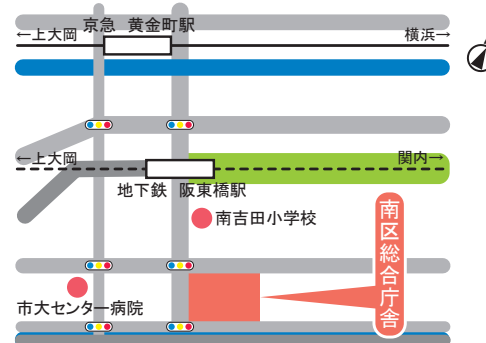 京急 黄金町駅
←上大岡
横浜→
←上大岡
関内→
地下鉄 阪東橋駅
南吉田小学校
南区総合庁舎
市大センター病院